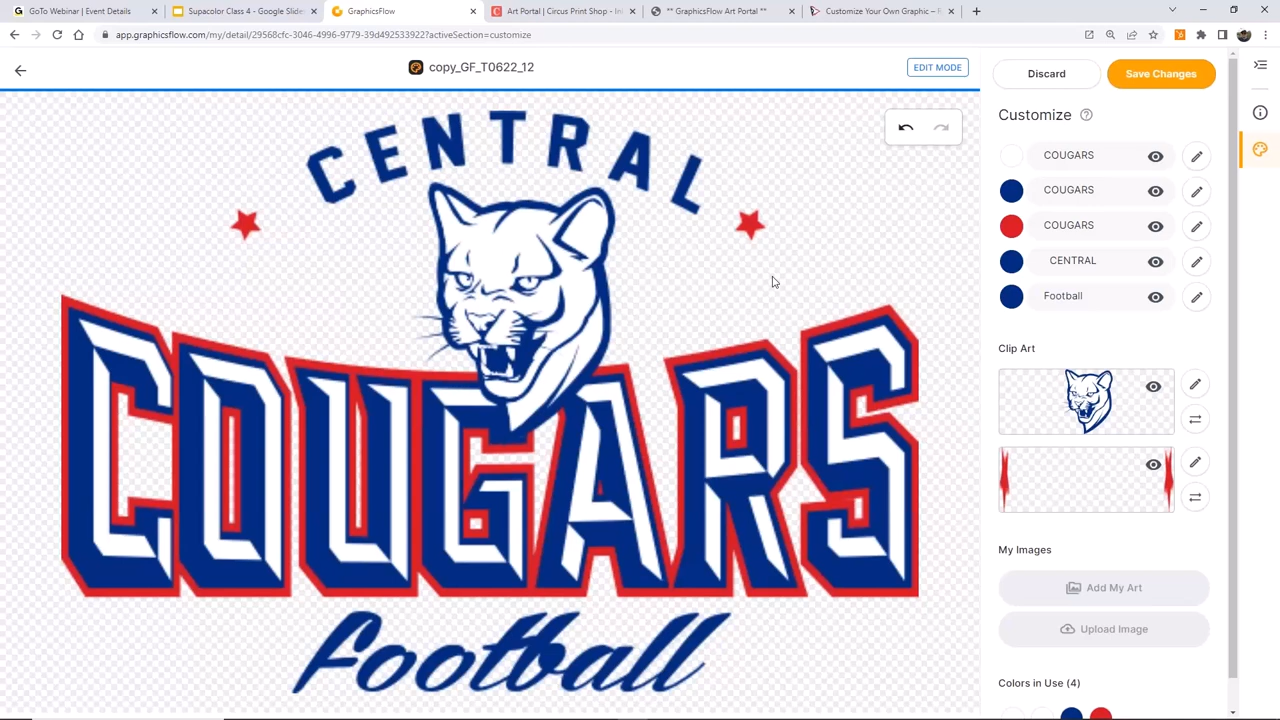 GoTo Webinar | Event Details
Supacolor Class 4 - Google Slide
GraphicsFlow
Art Portal | Circus Print Shop - In
** GraphicsFlow Art Portal **
Customize Your Own Graphic –
app.graphicsflow.com/my/detail/29568cfc-3046-4996-9779-39d492533922?activeSection=customize
copy_GF_T0622_12
EDIT MODE
Discard
Save Changes
Customize
COUGARS
COUGARS
COUGARS
CENTRAL
Football
Clip Art
My Images
Add My Art
Upload Image
Colors in Use (4)
CENTRAL
COUGARS
football